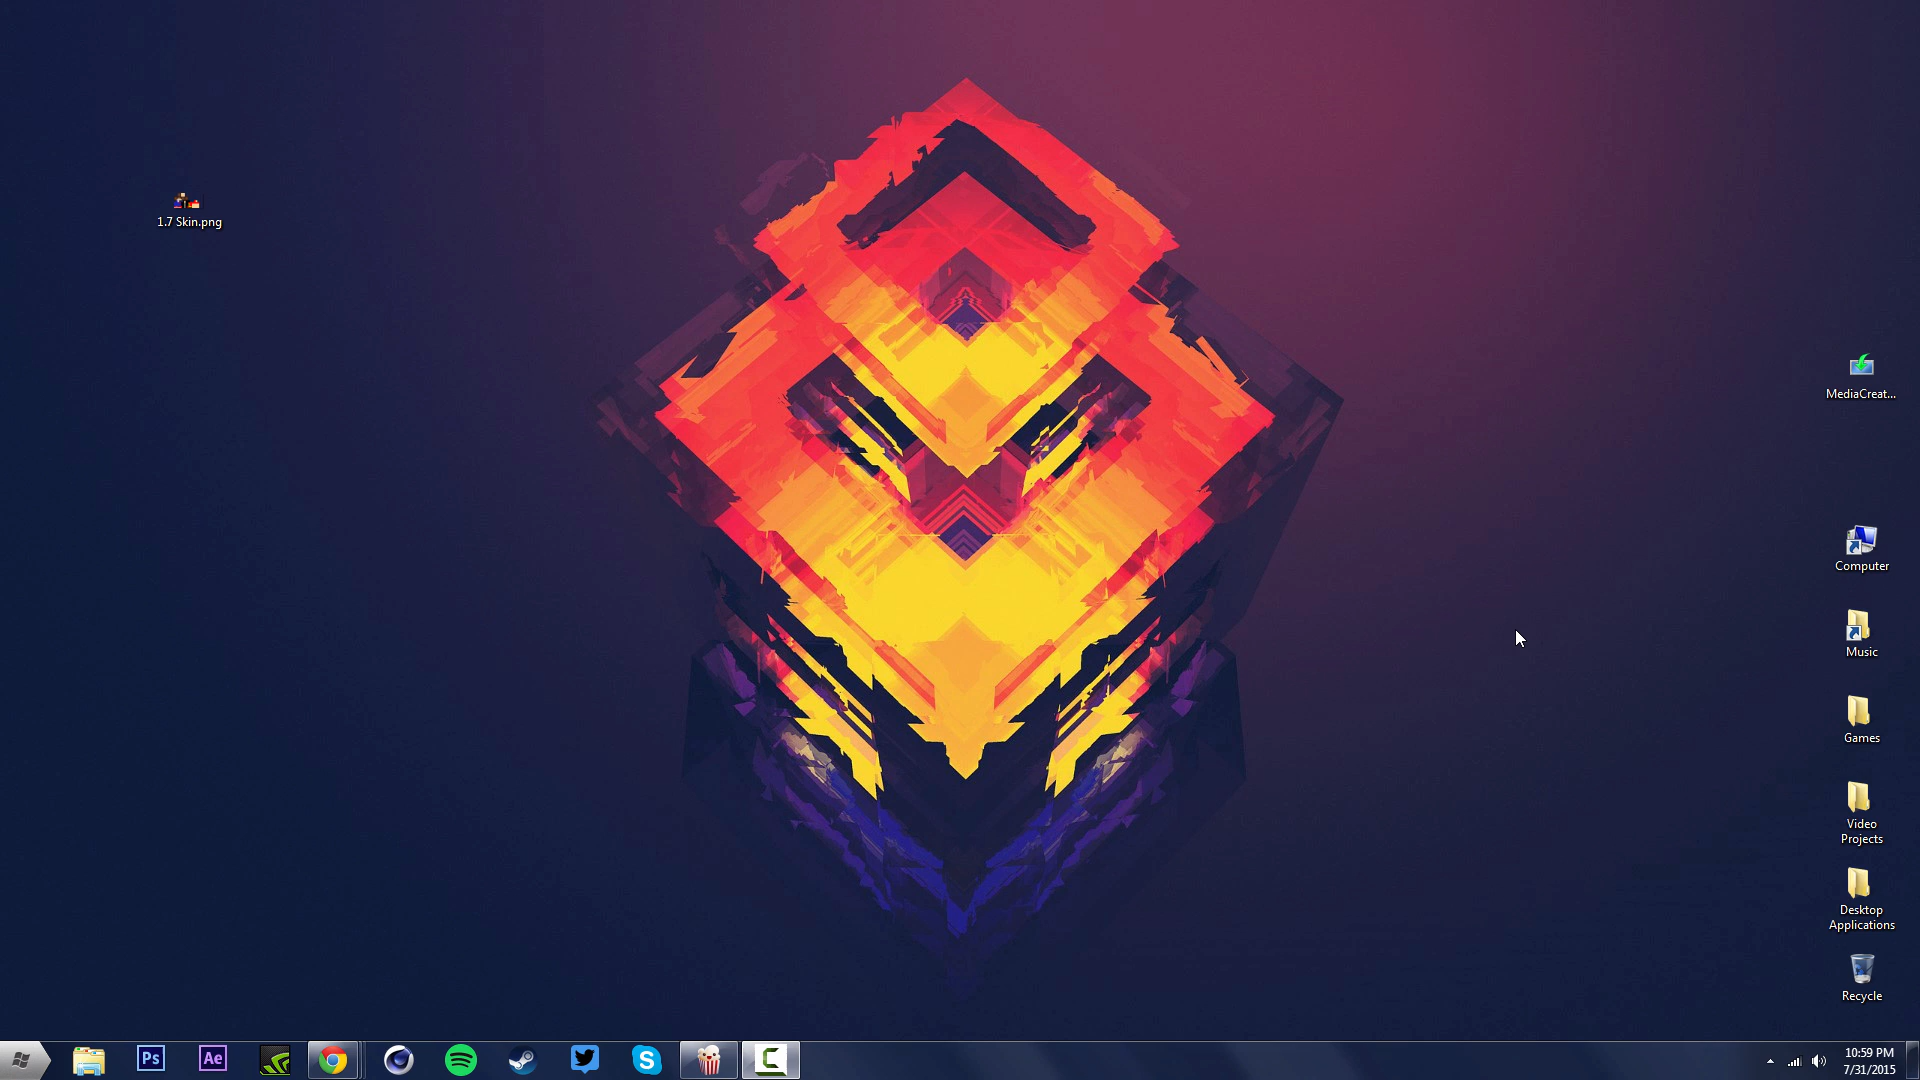 1.7 Skin.png
MediaCreat...
Computer
Music
Games
Video
Projects
Desktop
Applications
Recycle
Ps
Ae
10:59 PM
7/31/2015